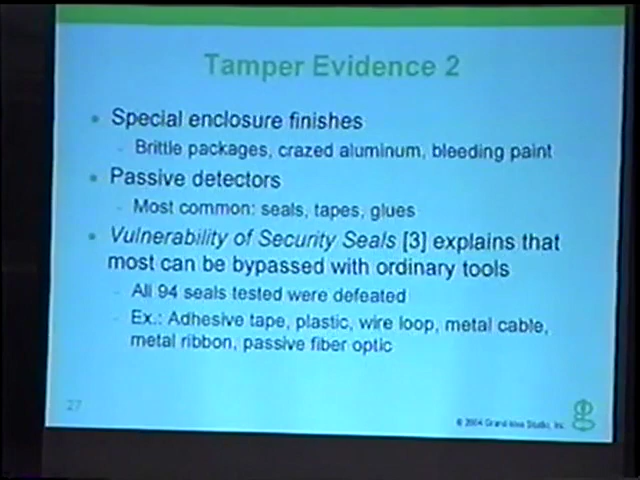 Tamper Evidence 2
• Special enclosure finishes
- Brittle packages, crazed aluminum, bleeding paint
• Passive detectors
- Most common: seals, tapes, glues
• Vulnerability of Security Seals [3] explains that
most can be bypassed with ordinary tools
- All 94 seals tested were defeated
- Ex.: Adhesive tape, plastic, wire loop, metal cable,
metal ribbon, passive fiber optic
27
© 2004 Grand Idea Studio, Inc.